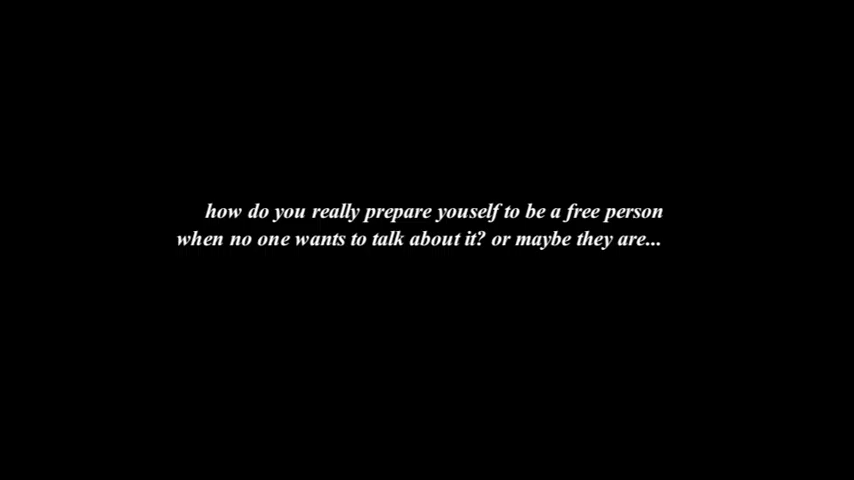 how do you really prepare youself to be a free person
when no one wants to talk about it? or maybe they are...